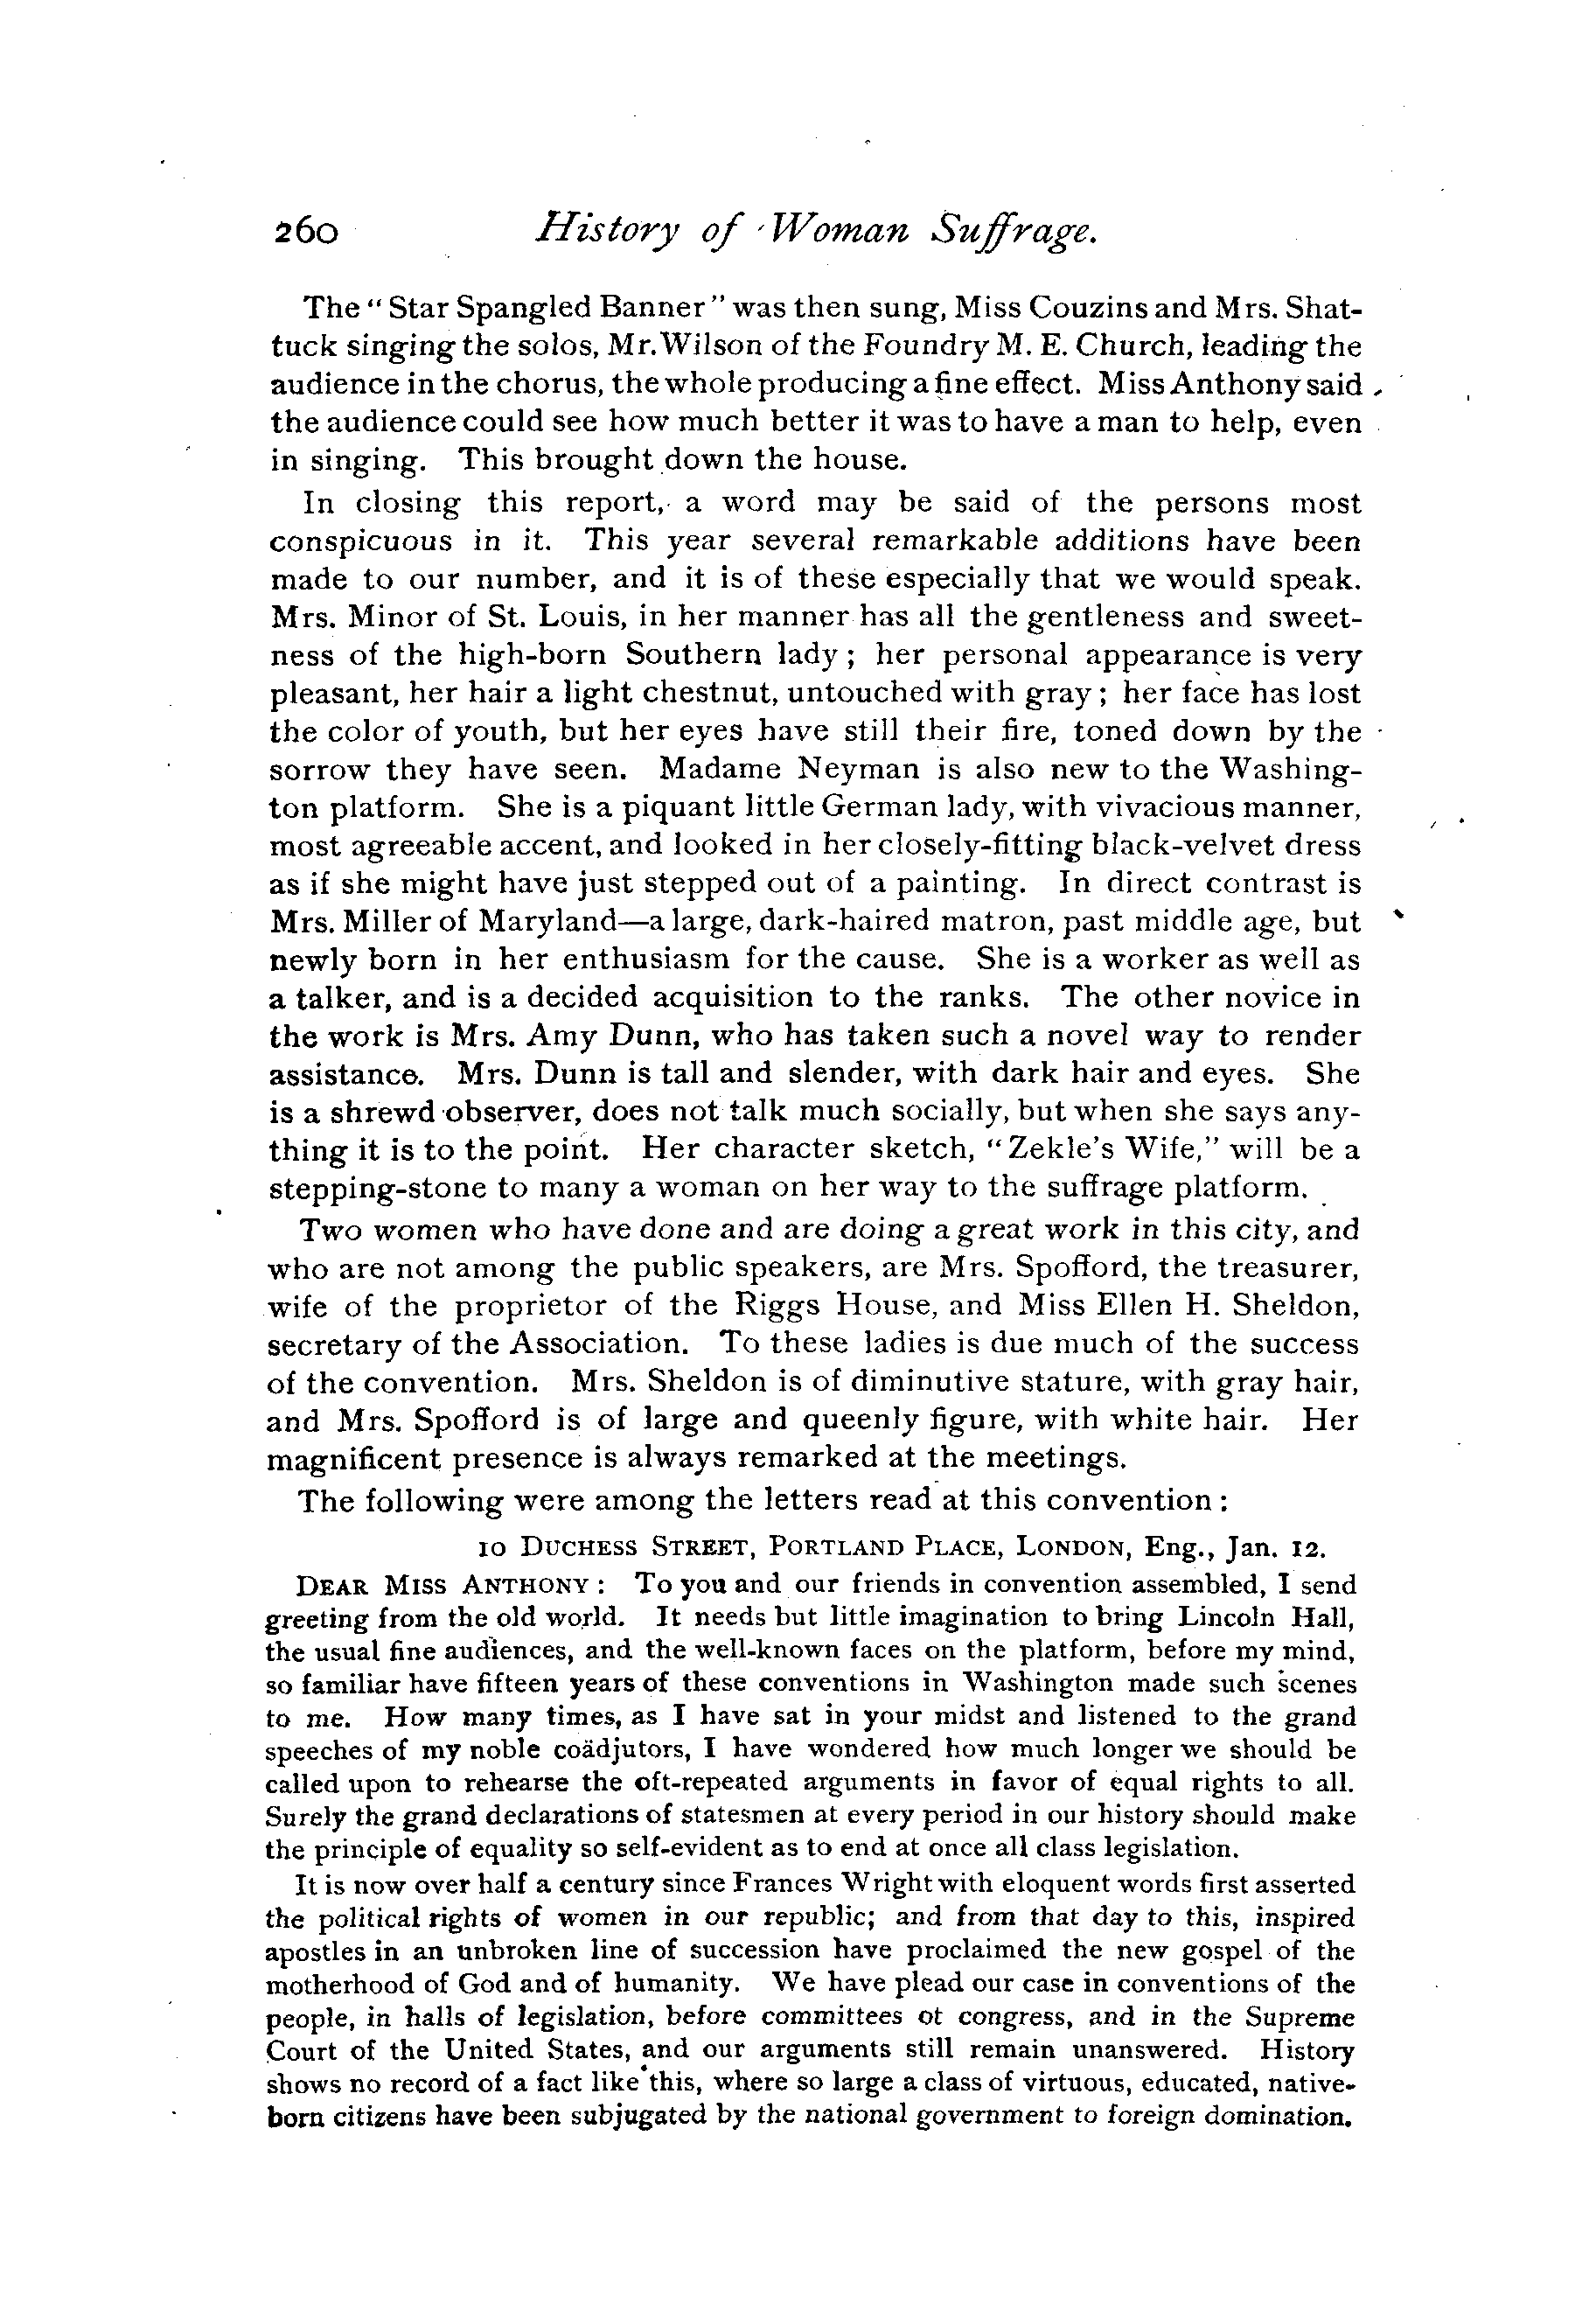 260 History of Woman Suffrage.
The "Star Spangled Banner" was then sung, Miss Couzins and Mrs. Shat-
tuck singing the solos, Mr. Wilson of the Foundry M. E. Church, leading the
audience in the chorus, the whole producing a fine effect. Miss Anthony said
the audience could see how much better it was to have a man to help, even
in singing. This brought down the house.
In closing this report, a word may be said of the persons most
conspicuous in it. This year several remarkable additions have been
made to our number, and it is of these especially that we would speak.
Mrs. Minor of St. Louis, in her manner has all the gentleness and sweet-
ness of the high-born Southern lady; her personal appearance is very
pleasant, her hair a light chestnut, untouched with gray; her face has lost
the color of youth, but her eyes have still their fire, toned down by the
sorrow they have seen. Madame Neyman is also new to the Washing-
ton platform. She is a piquant little German lady, with vivacious manner,
most agreeable accent, and looked in her closely-fitting black-velvet dress
as if she might have just stepped out of a painting. In direct contrast is
Mrs. Miller of Maryland—a large, dark-haired matron, past middle age, but
newly born in her enthusiasm for the cause. She is a worker as well as
a talker, and is a decided acquisition to the ranks. The other novice in
the work is Mrs. Amy Dunn, who has taken such a novel way to render
assistance. Mrs. Dunn is tall and slender, with dark hair and eyes. She
is a shrewd observer, does not talk much socially, but when she says any-
thing it is to the point. Her character sketch, "Zekle's Wife," will be a
stepping-stone to many a woman on her way to the suffrage platform.
Two women who have done and are doing a great work in this city, and
who are not among the public speakers, are Mrs. Spofford, the treasurer,
wife of the proprietor of the Riggs House, and Miss Ellen H. Sheldon,
secretary of the Association. To these ladies is due much of the success
of the convention. Mrs. Sheldon is of diminutive stature, with gray hair,
and Mrs. Spofford is of large and queenly figure, with white hair. Her
magnificent presence is always remarked at the meetings.
The following were among the letters read at this convention:
10 DUCHESS STREET, PORTLAND PLACE, LONDON, Eng., Jan. 12.
DEAR MISS ANTHONY: To you and our friends in convention assembled, I send
greeting from the old world. It needs but little imagination to bring Lincoln Hall,
the usual fine audiences, and the well-known faces on the platform, before my mind,
so familiar have fifteen years of these conventions in Washington made such scenes
to me. How many times, as I have sat in your midst and listened to the grand
speeches of my noble coädjutors, I have wondered how much longer we should be
called upon to rehearse the oft-repeated arguments in favor of equal rights to all.
Surely the grand declarations of statesmen at every period in our history should make
the principle of equality so self-evident as to end at once all class legislation.
It is now over half a century since Frances Wright with eloquent words first asserted
the political rights of women in our republic; and from that day to this, inspired
apostles in an unbroken line of succession have proclaimed the new gospel of the
motherhood of God and of humanity. We have plead our case in conventions of the
people, in halls of legislation, before committees ot congress, and in the Supreme
Court of the United States, and our arguments still remain unanswered. History
shows no record of a fact like this, where so large a class of virtuous, educated, native-
born citizens have been subjugated by the national government to foreign domination.